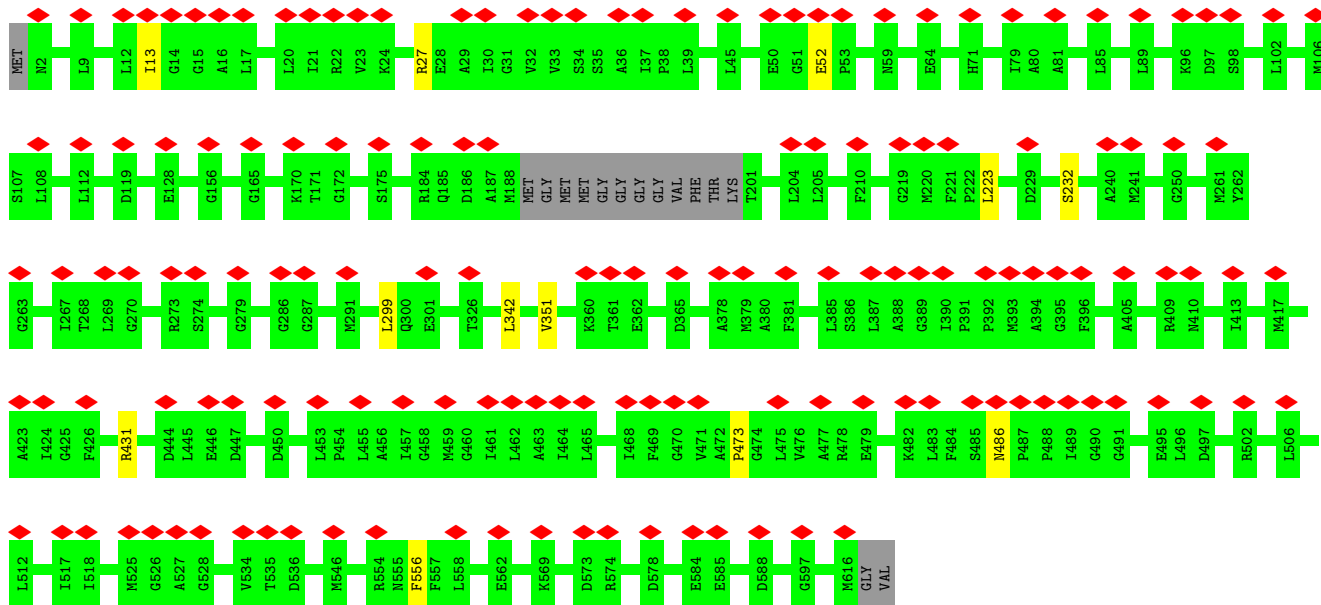 MET N2 L9 L12 I13 G14 G15 A16 L17 L20 I21 R22 V23 K24 R27 E28 A29 I30 G31 V32 V33 S34 S35 A36 I37 P38 L39 L45 E50 G51 E52 P53 N59 E64 H71 I79 A80 A81 L85 L89 K96 D97 S98 L102 M106
S107 L108 L112 D119 E128 G156 G165 K170 T171 G172 S175 R184 Q185 D186 A187 M188 MET GLY MET MET GLY GLY GLY GLY VAL PHE THR LYS T201 L204 L205 F210 G219 M220 F221 P222 L223 D229 S232 A240 M241 G250 M261 Y262
G263 I267 T268 L269 G270 R273 S274 G279 G286 G287 M291 L299 Q300 E301 T326 L342 V351 K360 T361 E362 D365 A378 M379 A380 F381 L385 S386 L387 A388 G389 I390 P391 P392 M393 A394 G395 F396 A405 R409 N410 I413 M417
A423 I424 G425 F426 R431 D444 L445 E446 D447 D450 L453 P454 L455 A456 I457 G458 M459 G460 I461 L462 A463 I464 L465 I468 F469 G470 V471 A472 P473 G474 L475 V476 A477 R478 E479 K482 L483 F484 S485 N486 P487 P488 I489 G490 G491 E495 L496 D497 R502 L506
L512 I517 I518 M525 G526 A527 G528 V534 T535 D536 M546 R554 N555 F556 F557 L558 E562 K569 D573 R574 D578 E584 E585 D588 G597 M616 GLY VAL